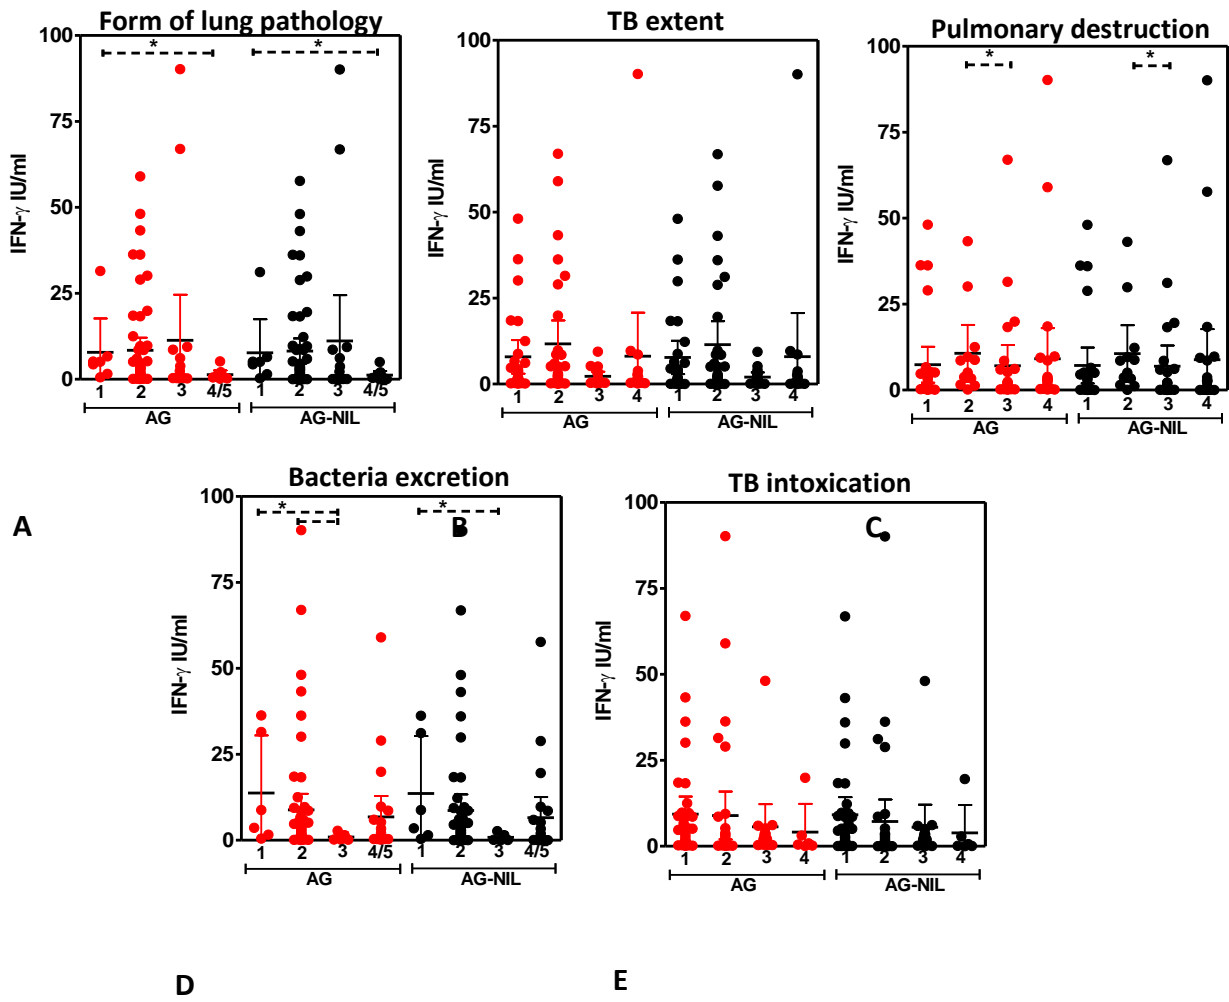 Form of lung pathology
*
*
100
75
50
25
0
IFN-γ IU/ml
1 2 3 4/5 1 2 3 4/5
AG AG-NIL
TB extent
100
75
50
25
0
IFN-γ IU/ml
1 2 3 4 1 2 3 4
AG AG-NIL
Pulmonary destruction
*
*
100
75
50
25
0
IFN-γ IU/ml
1 2 3 4 1 2 3 4
AG AG-NIL
A
B
C
Bacteria excretion
*
*
100
75
50
25
0
IFN-γ IU/ml
1 2 3 4/5 1 2 3 4/5
AG AG-NIL
TB intoxication
100
75
50
25
0
IFN-γ IU/ml
1 2 3 4 1 2 3 4
AG AG-NIL
D
E